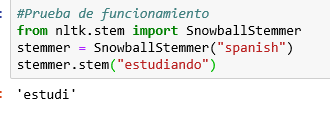 #Prueba de funcionamiento
from nltk.stem import SnowballStemmer
stemmer = SnowballStemmer("spanish")
stemmer.stem("estudiando")
'estudi'